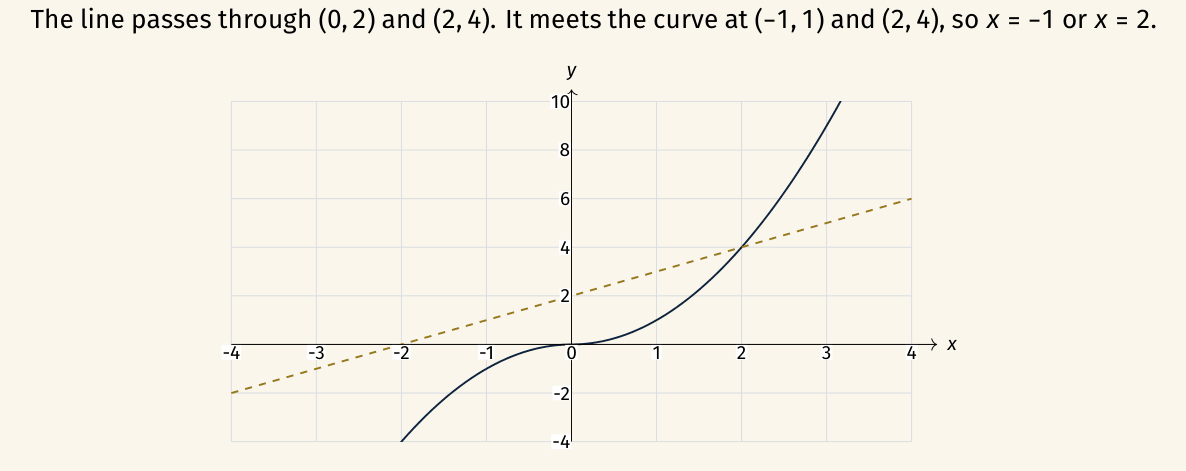 The line passes through (0, 2) and (2, 4). It meets the curve at (−1, 1) and (2, 4), so x = −1 or x = 2.
y
10
8
6
4
2
-4 -3 -2 -1 0 1 2 3 4 x
-2
-4